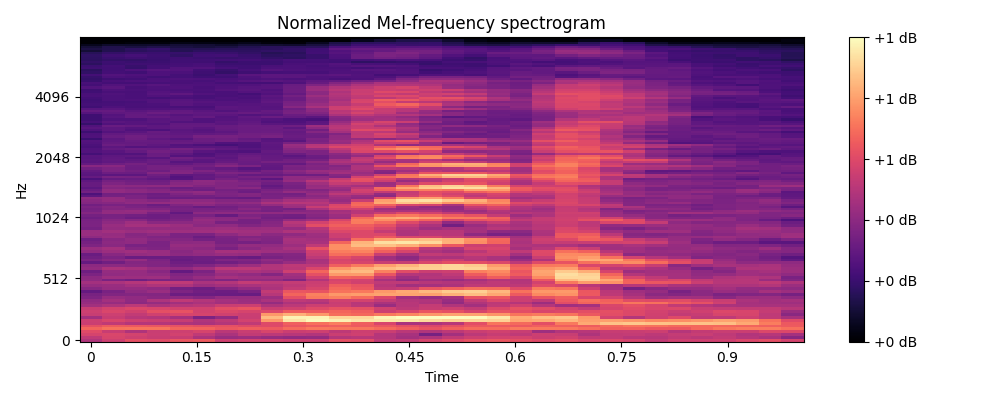 Normalized Mel-frequency spectrogram
Hz
4096
2048
1024
512
0
0 0.15 0.3 0.45 0.6 0.75 0.9
Time
+1 dB
+1 dB
+1 dB
+0 dB
+0 dB
+0 dB